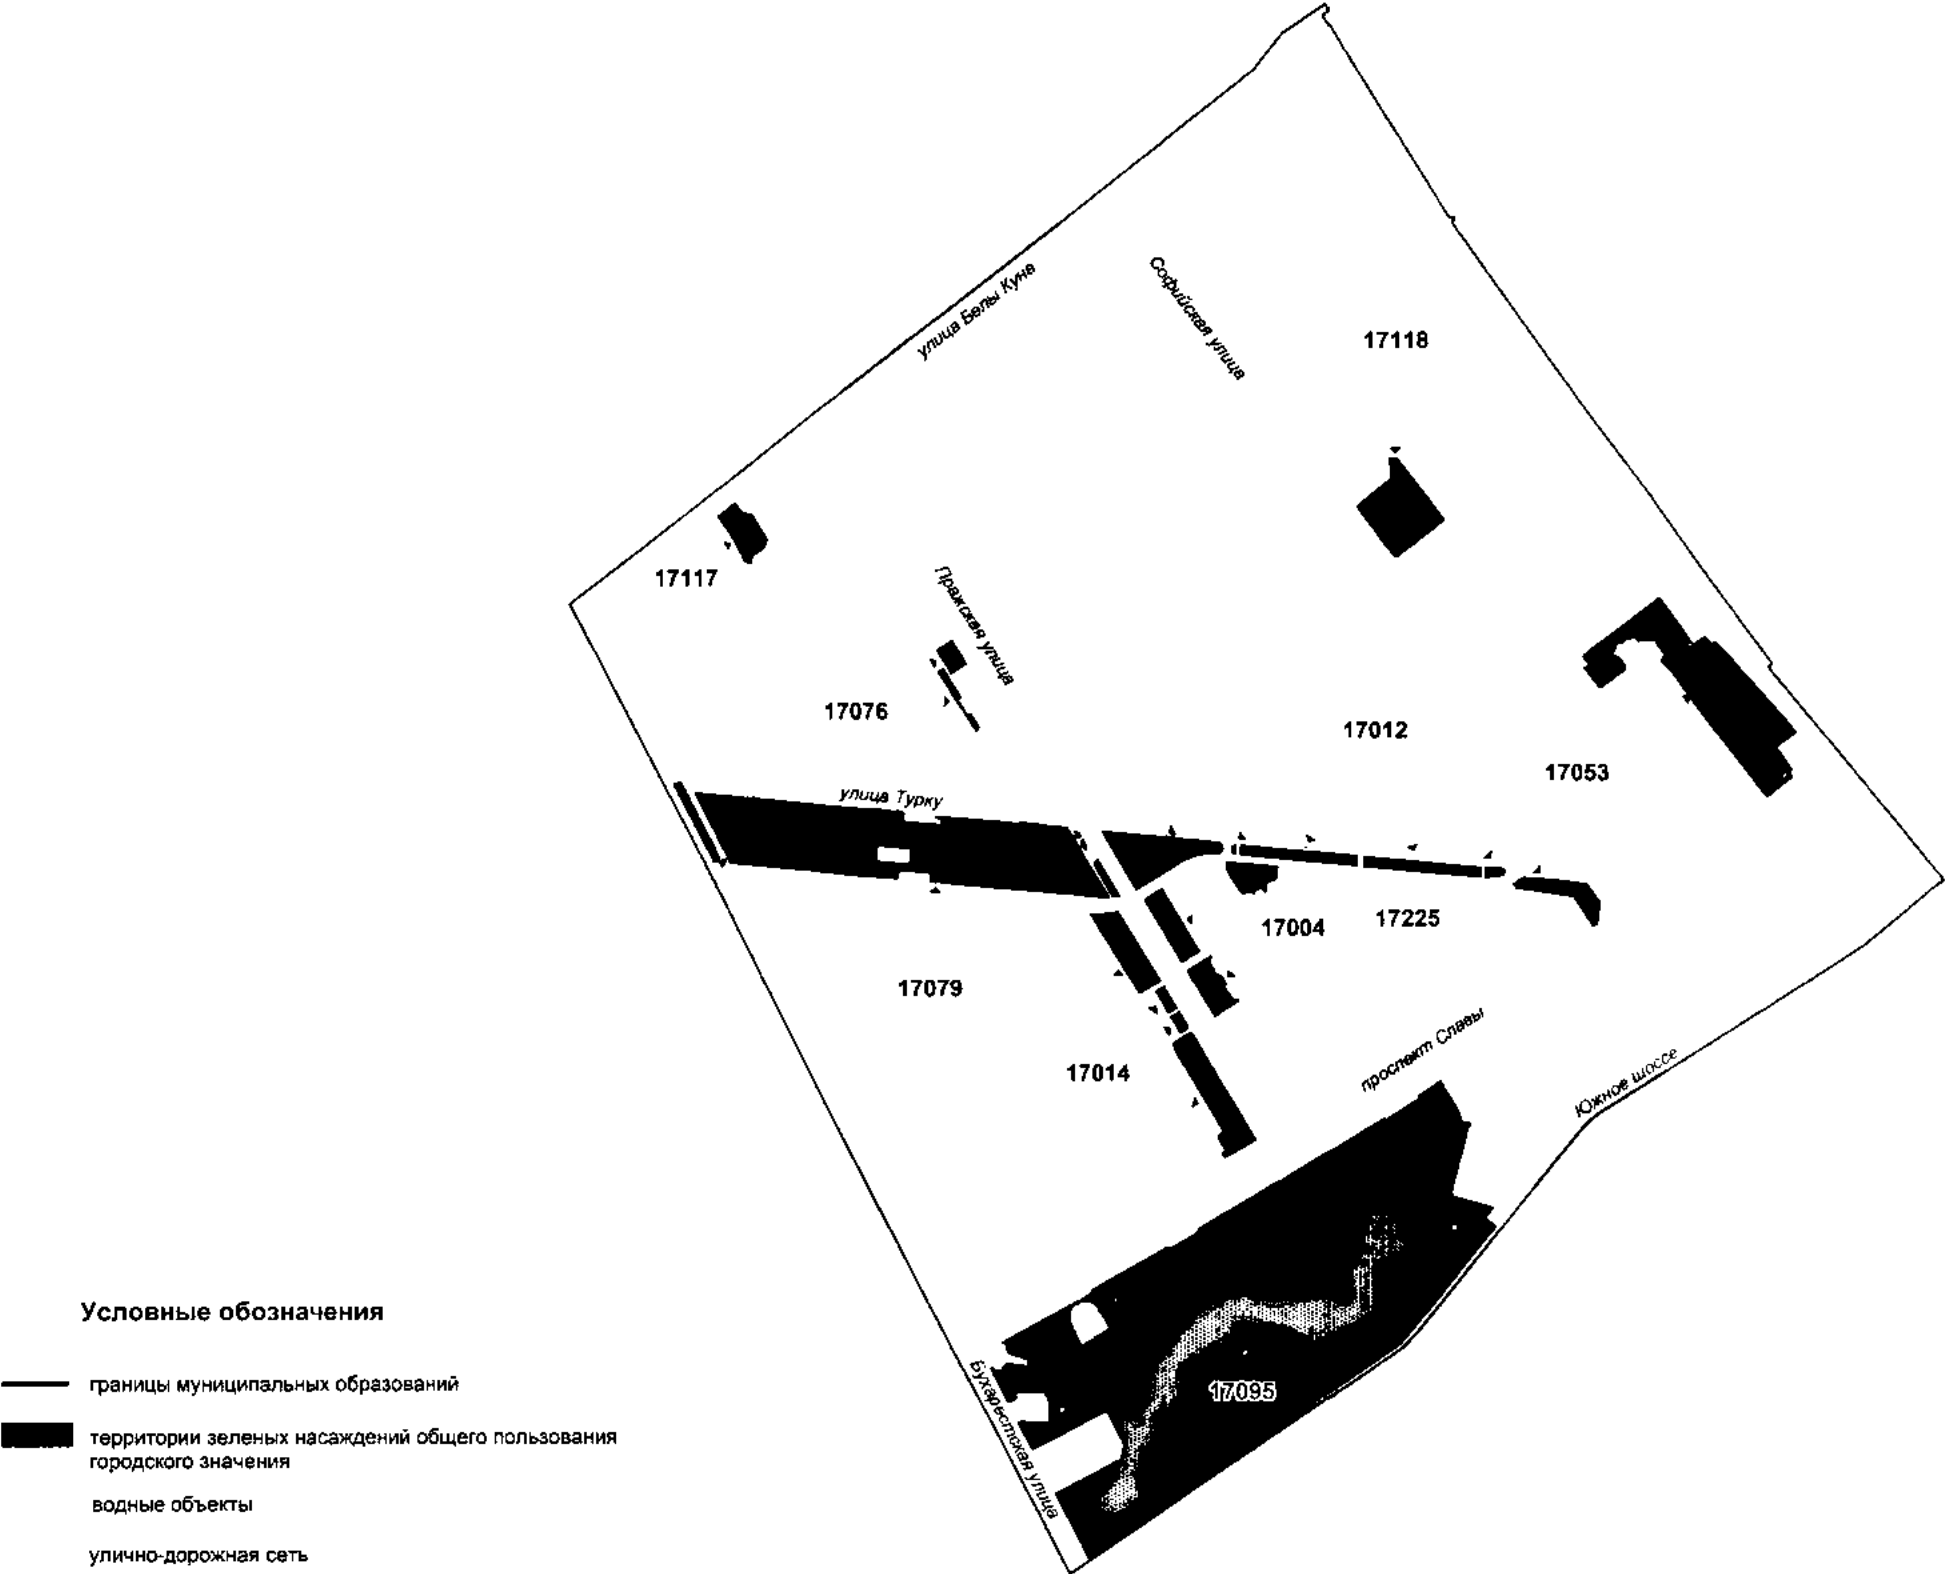 улица Белы Куна
Софийская улица
17118
17117
Пражская улица
17076
17012
17053
улица Турку
17004
17225
17079
проспект Славы
17014
Южное шоссе
Бухарестская улица
17095
Условные обозначения
границы муниципальных образований
территории зеленых насаждений общего пользования
городского значения
водные объекты
улично-дорожная сеть